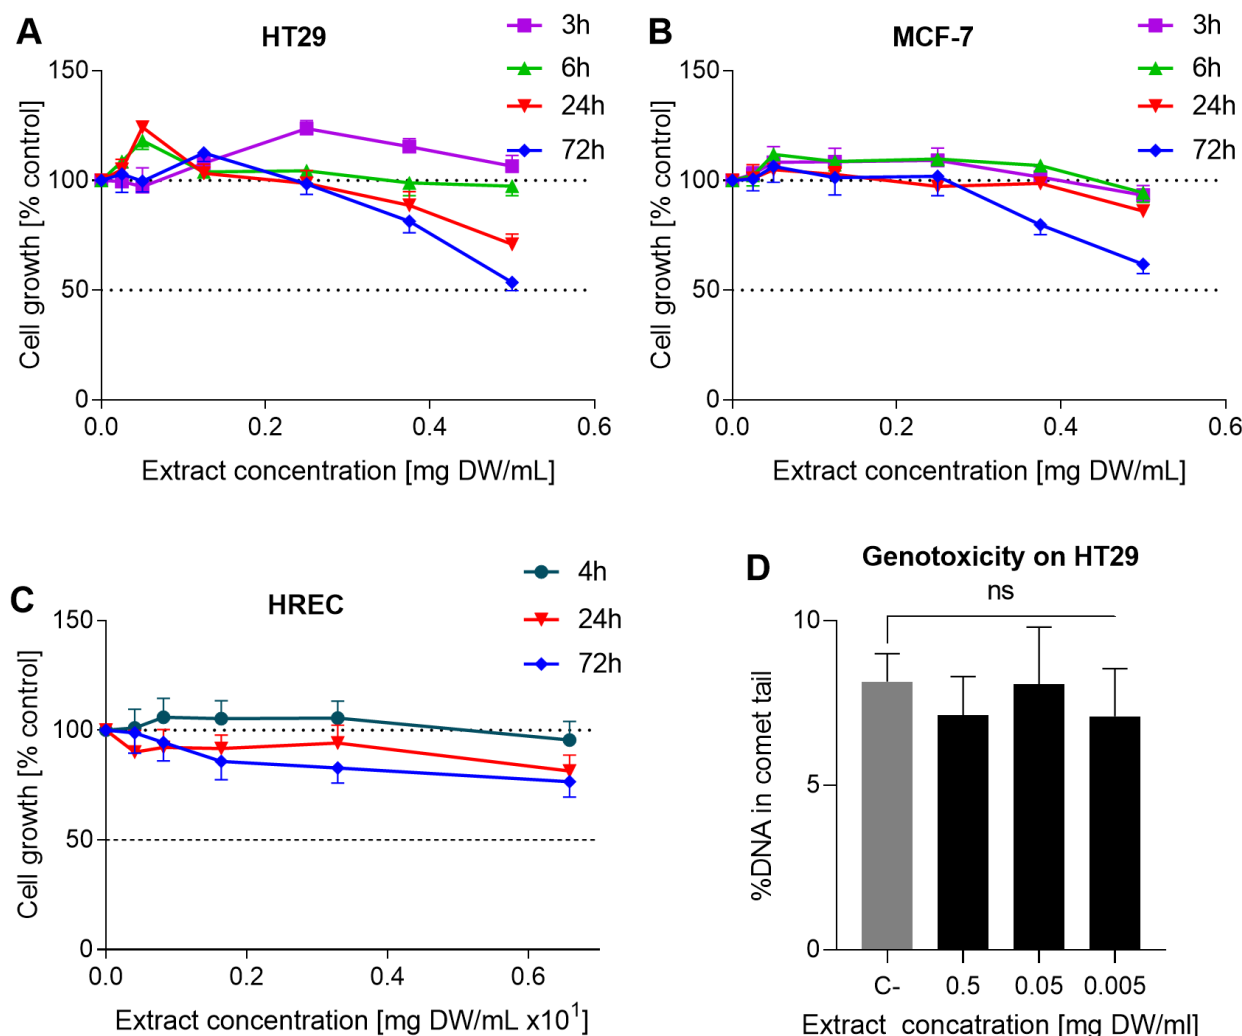 A
HT29
3h
6h
24h
72h
150
100
50
0
Cell growth [% control]
0.0
0.2
0.4
0.6
Extract concentration [mg DW/mL]
B
MCF-7
3h
6h
24h
72h
150
100
50
0
Cell growth [% control]
0.0
0.2
0.4
0.6
Extract concentration [mg DW/mL]
C
HREC
4h
24h
72h
150
100
50
0
Cell growth [% control]
0.0
0.2
0.4
0.6
Extract concentration [mg DW/mL x10¹]
D
Genotoxicity on HT29
ns
10
5
0
%DNA in comet tail
C-
0.5
0.05
0.005
Extract concatration [mg DW/ml]